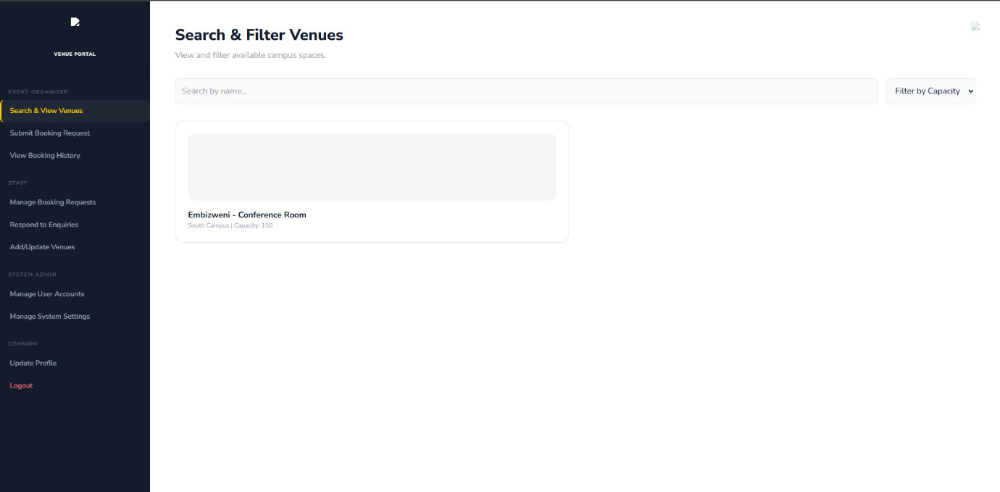 VENUE PORTAL
EVENT ORGANIZER
Search & View Venues
Submit Booking Request
View Booking History
STAFF
Manage Booking Requests
Respond to Enquiries
Add/Update Venues
SYSTEM ADMIN
Manage User Accounts
Manage System Settings
COMMON
Update Profile
Logout
Search & Filter Venues
View and filter available campus spaces.
Search by name...
Filter by Capacity
Embizweni - Conference Room
South Campus | Capacity: 150